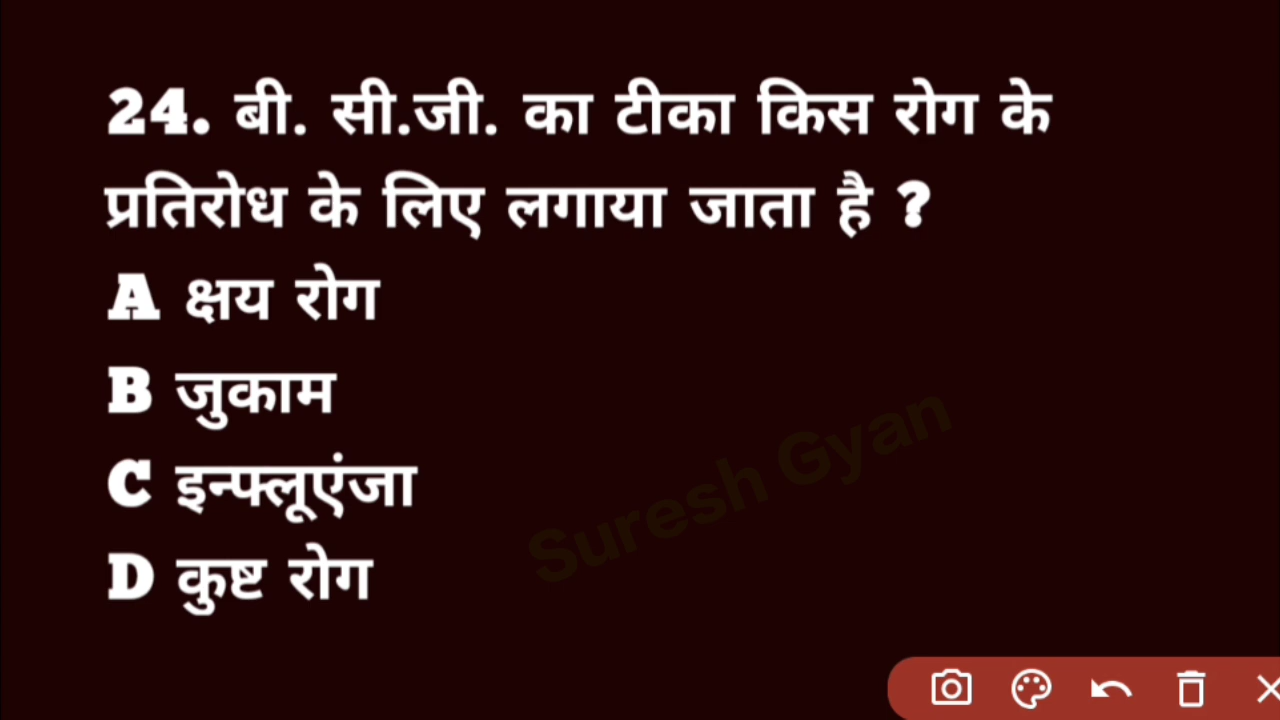 24. बी. सी.जी. का टीका किस रोग के
प्रतिरोध के लिए लगाया जाता है ?
A क्षय रोग
B जुकाम
C इन्फ्लूएंजा
D कुष्ट रोग
Suresh Gyan